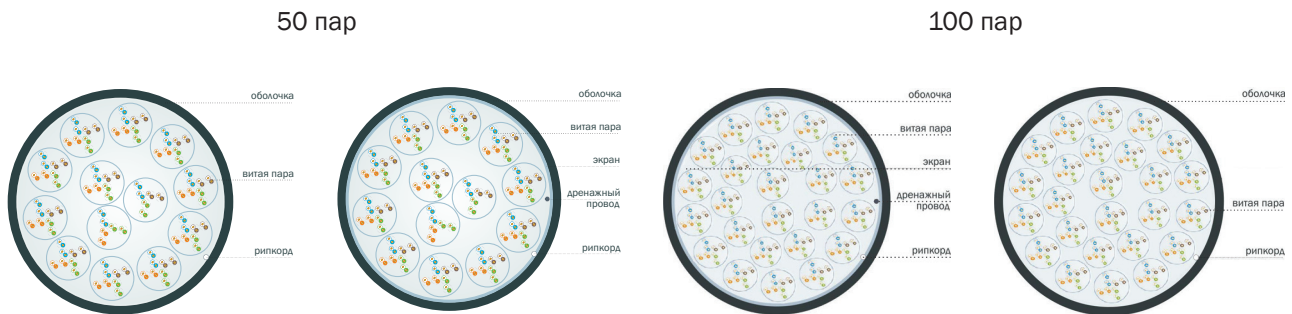 50 пар
100 пар
оболочка
витая пара
рипкорд
оболочка
витая пара
экран
дренажный
провод
рипкорд
оболочка
витая пара
экран
дренажный
провод
рипкорд
оболочка
витая пара
рипкорд